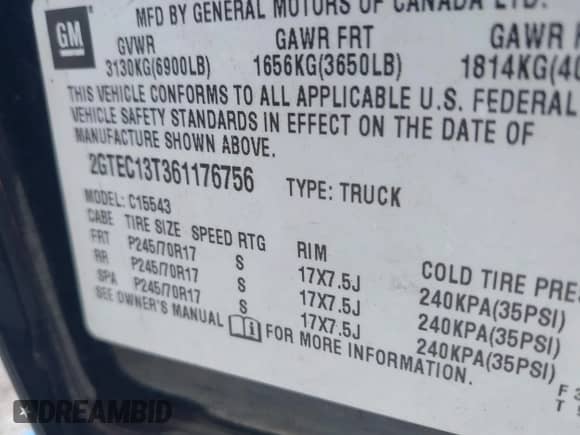 MFD BY GENERAL MOTORS OF CANADA LTD.
GM
GVWR GAWR FRT GAWR
3130KG(6900LB) 1656KG(3650LB) 1814KG(40
THIS VEHICLE CONFORMS TO ALL APPLICABLE U.S. FEDERAL
VEHICLE SAFETY STANDARDS IN EFFECT ON THE DATE OF
MANUFACTURE SHOWN ABOVE.
2GTEC13T361176756 TYPE: TRUCK
MODEL: C15543
CABE TIRE SIZE SPEED RTG RIM COLD TIRE PRE
FRT P245/70R17 S 17X7.5J 240KPA(35PSI)
RR P245/70R17 S 17X7.5J 240KPA(35PSI)
SPA P245/70R17 S 17X7.5J 240KPA(35PSI)
SEE OWNER'S MANUAL i FOR MORE INFORMATION.
F 3
T
DREAMBID